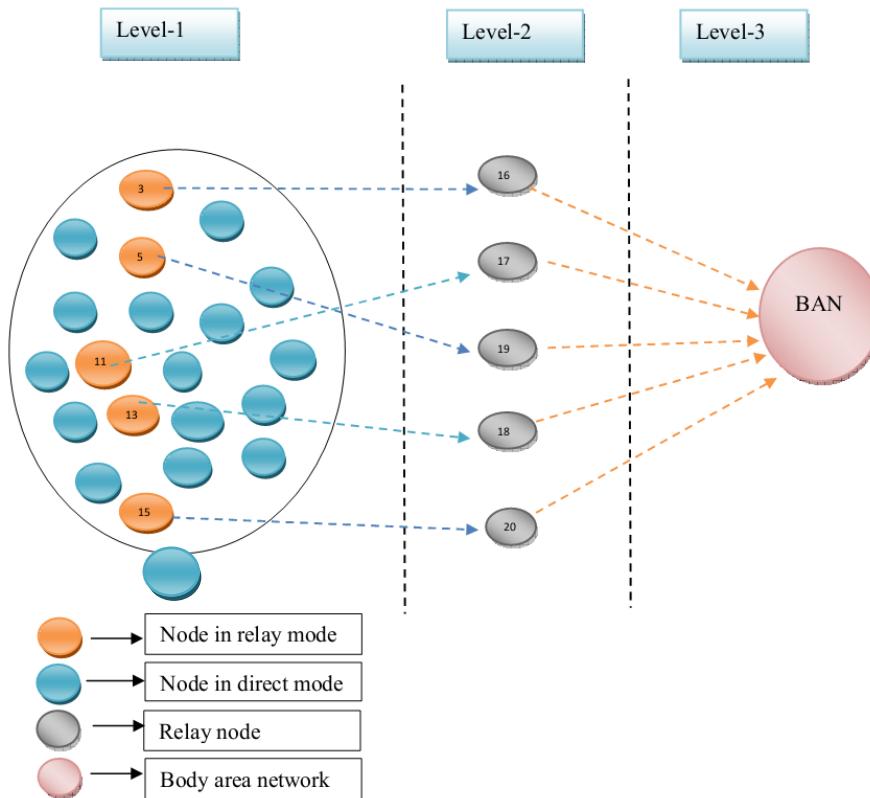 Level-1
Level-2
Level-3
3
16
5
17
BAN
11
19
13
18
15
20
Node in relay mode
Node in direct mode
Relay node
Body area network